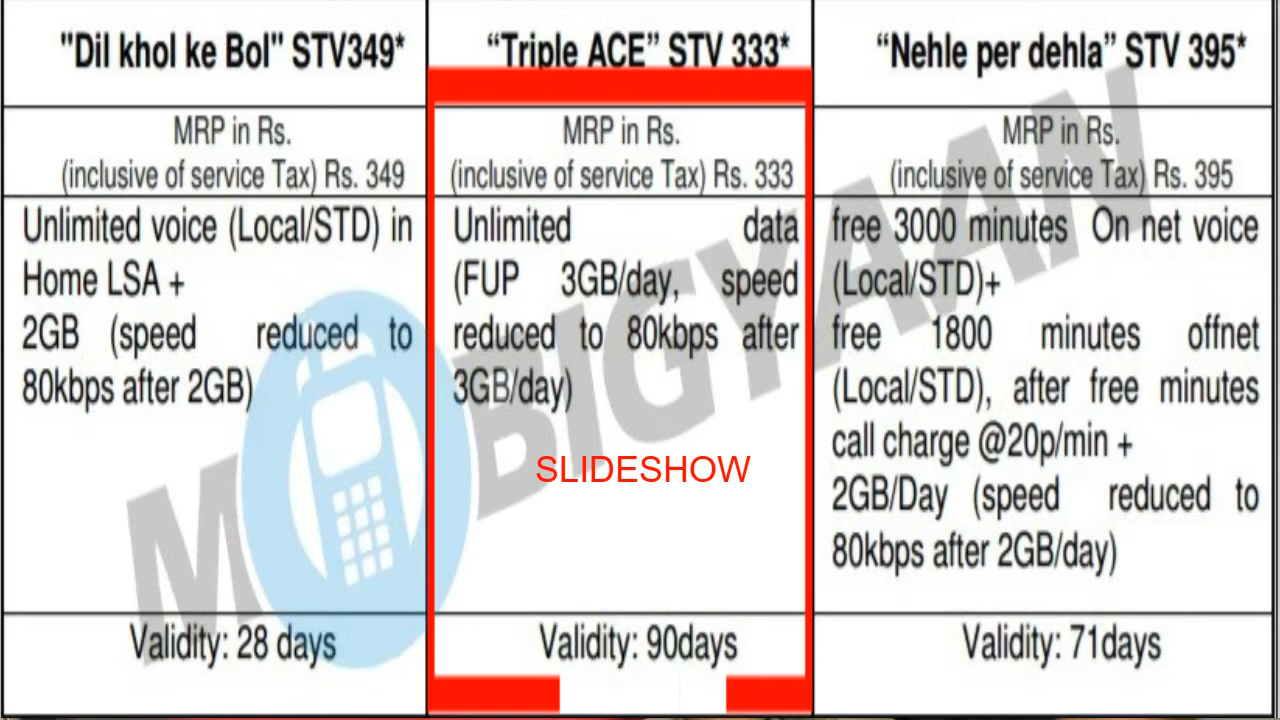 "Dil khol ke Bol" STV349*
MRP in Rs.
(inclusive of service Tax) Rs. 349
Unlimited voice (Local/STD) in
Home LSA +
2GB (speed reduced to
80kbps after 2GB)
Validity: 28 days
“Triple ACE” STV 333*
MRP in Rs.
(inclusive of service Tax) Rs. 333
Unlimited data
(FUP 3GB/day, speed
reduced to 80kbps after
3GB/day)
SLIDESHOW
Validity: 90days
“Nehle per dehla” STV 395*
MRP in Rs.
(inclusive of service Tax) Rs. 395
free 3000 minutes On net voice
(Local/STD)+
free 1800 minutes offnet
(Local/STD), after free minutes
call charge @20p/min +
2GB/Day (speed reduced to
80kbps after 2GB/day)
Validity: 71days
MOBIGYAAN